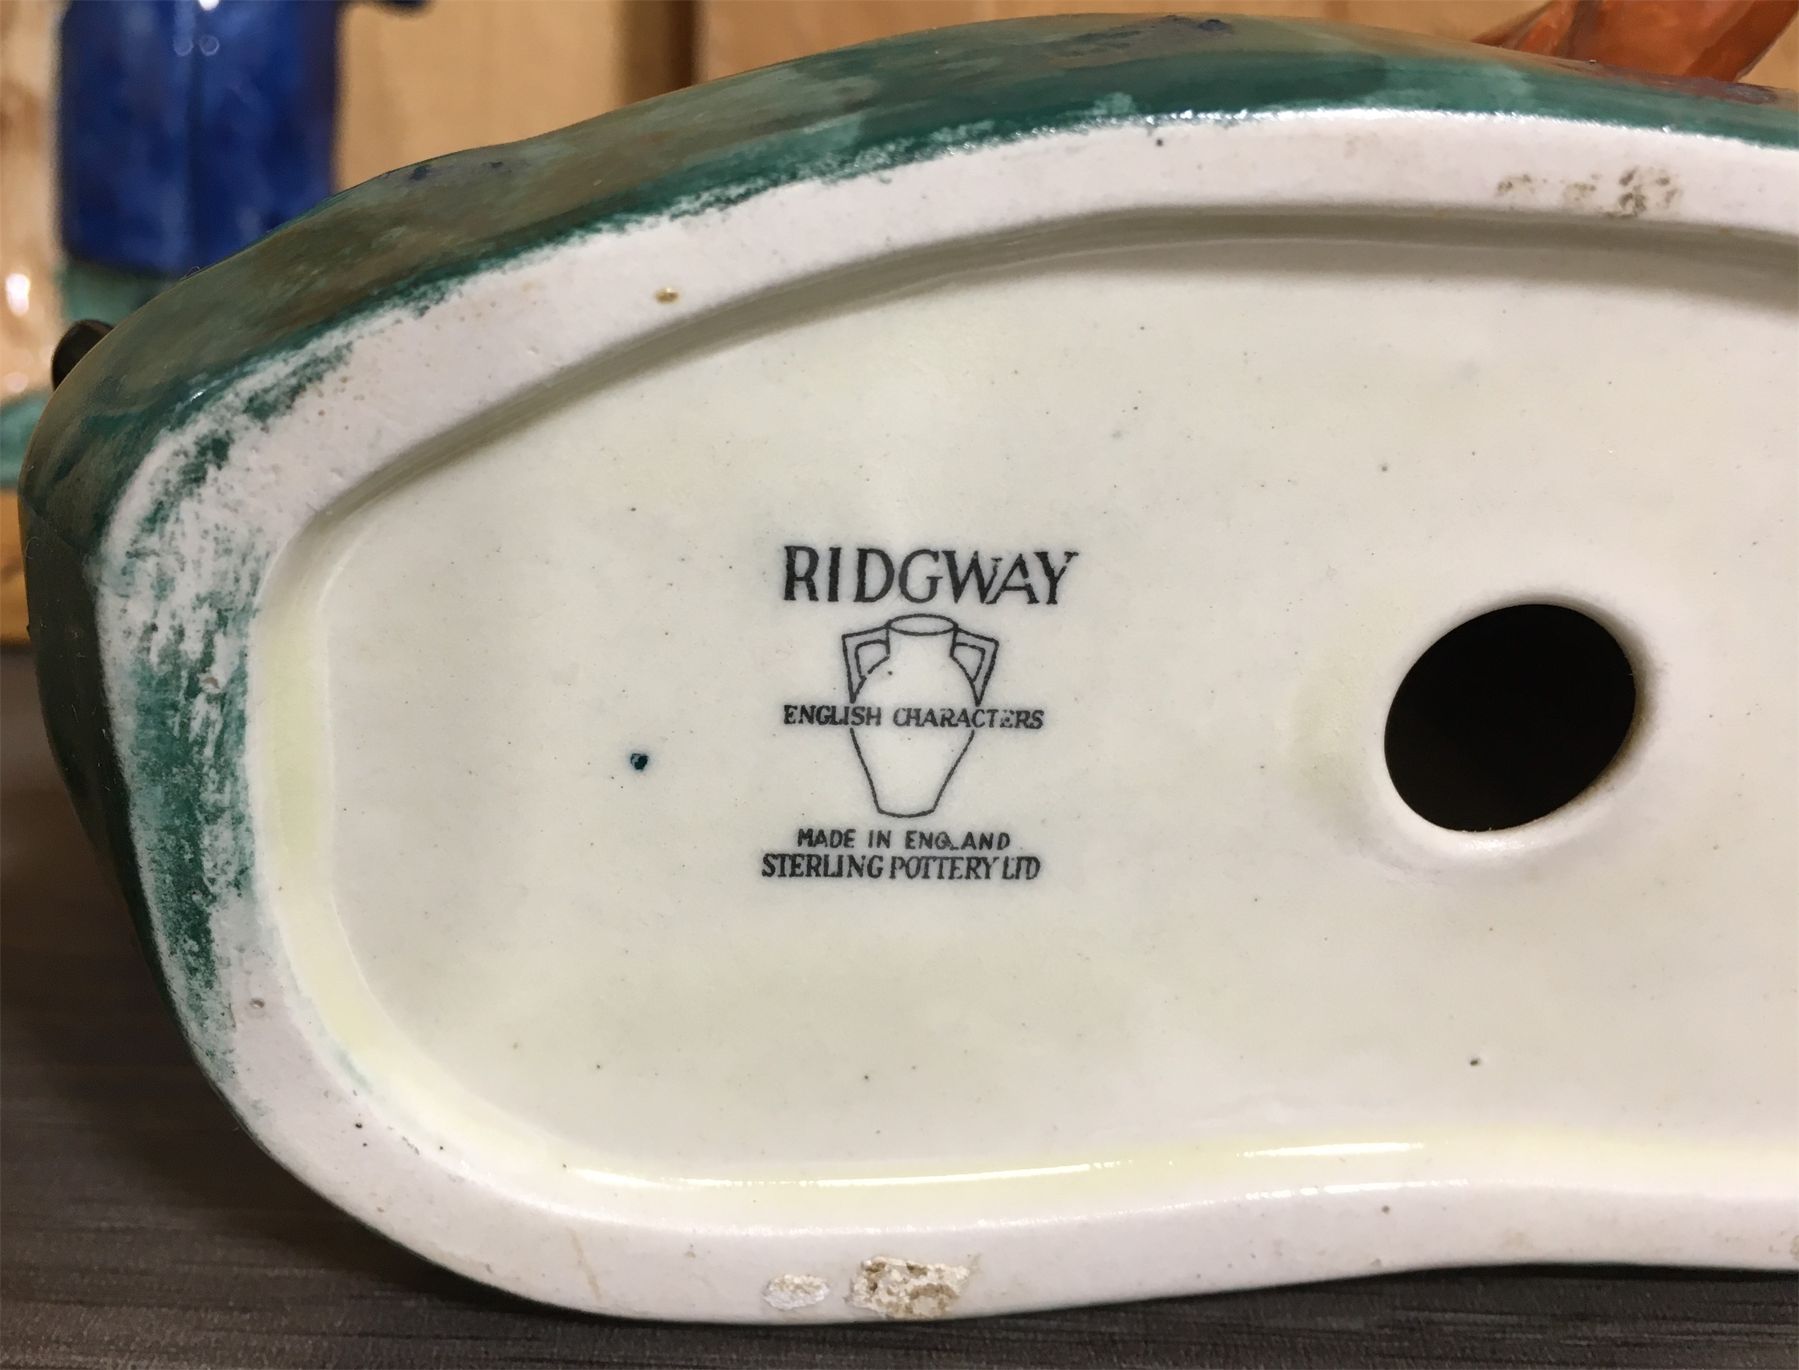 RIDGWAY
ENGLISH CHARACTERS
MADE IN ENGLAND
STERLING POTTERY LTD